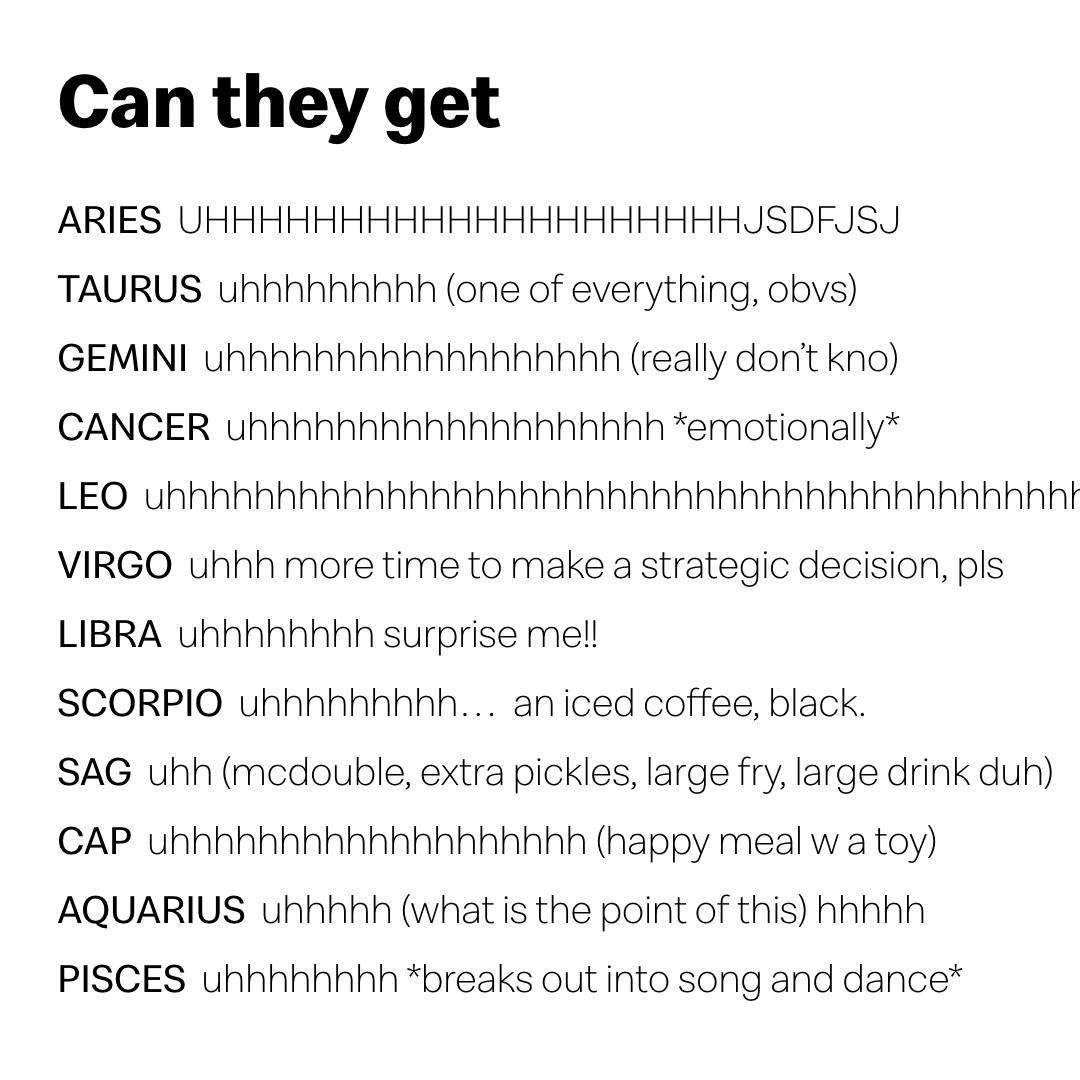 Can they get
ARIES UHHHHHHHHHHHHHHHHHHHHJSDFJSJ
TAURUS uhhhhhhhhh (one of everything, obvs)
GEMINI uhhhhhhhhhhhhhhhhhh (really don’t kno)
CANCER uhhhhhhhhhhhhhhhhhhh *emotionally*
LEO uhhhhhhhhhhhhhhhhhhhhhhhhhhhhhhhhhhhhhhhhhh
VIRGO uhhh more time to make a strategic decision, pls
LIBRA uhhhhhhhh surprise me!!
SCORPIO uhhhhhhhhh… an iced coffee, black.
SAG uhh (mcdouble, extra pickles, large fry, large drink duh)
CAP uhhhhhhhhhhhhhhhhhhh (happy meal w a toy)
AQUARIUS uhhhhh (what is the point of this) hhhhh
PISCES uhhhhhhhh *breaks out into song and dance*